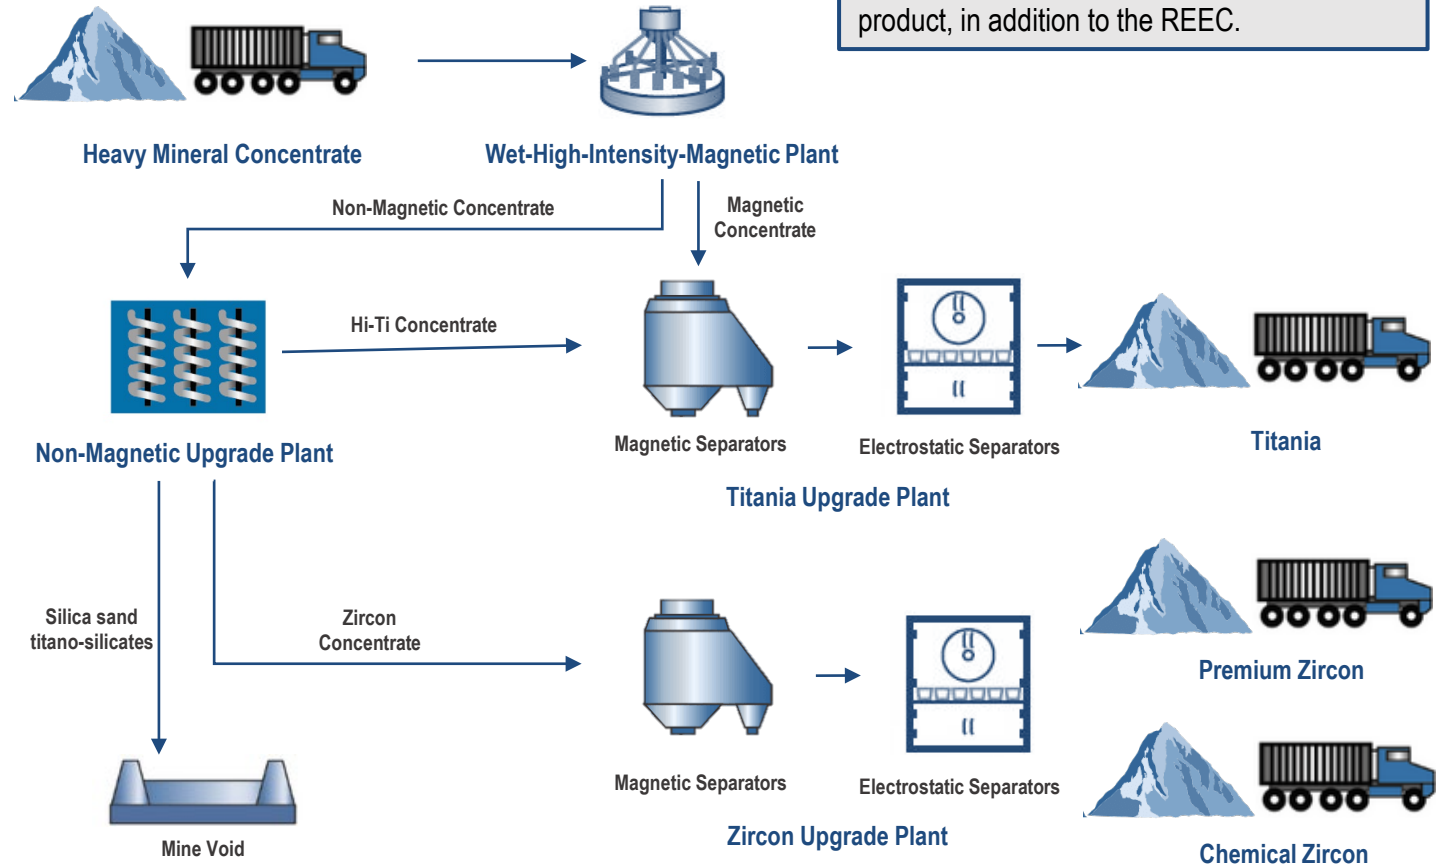 product, in addition to the REEC.
Heavy Mineral Concentrate
Wet-High-Intensity-Magnetic Plant
Non-Magnetic Concentrate
Magnetic
Concentrate
Hi-Ti Concentrate
Non-Magnetic Upgrade Plant
Magnetic Separators
Electrostatic Separators
Titania
Titania Upgrade Plant
Silica sand
titano-silicates
Zircon
Concentrate
Premium Zircon
Magnetic Separators
Electrostatic Separators
Zircon Upgrade Plant
Mine Void
Chemical Zircon